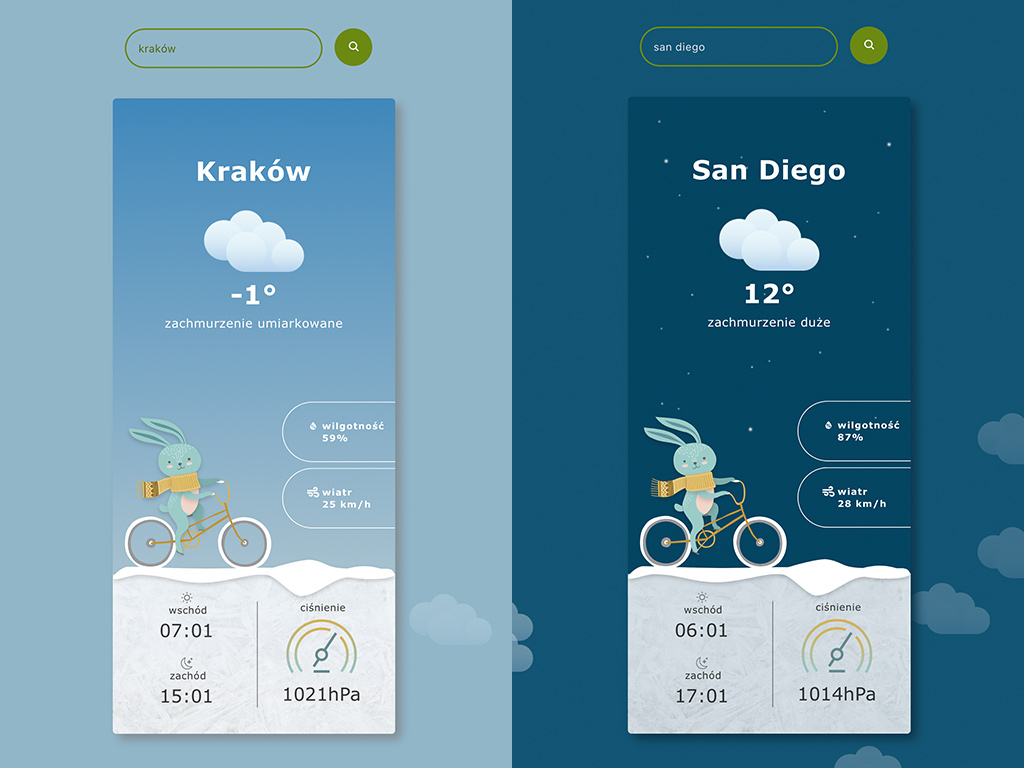 kraków
Kraków
-1°
zachmurzenie umiarkowane
wilgotność
59%
wiatr
25 km/h
wschód
07:01
zachód
15:01
ciśnienie
1021hPa
san diego
San Diego
12°
zachmurzenie duże
wilgotność
87%
wiatr
28 km/h
wschód
06:01
zachód
17:01
ciśnienie
1014hPa